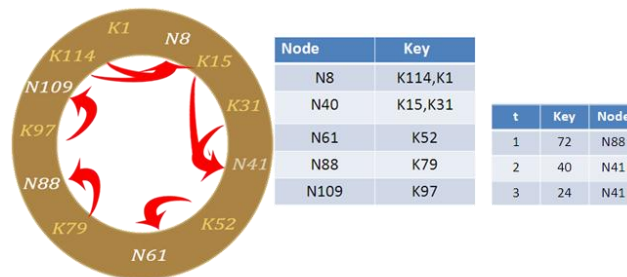 K1
N8
K114
K15
N109
K31
K97
N41
N88
K52
K79
N61
Node Key
N8 K114,K1
N40 K15,K31
N61 K52
N88 K79
N109 K97
t Key Node
1 72 N88
2 40 N41
3 24 N41